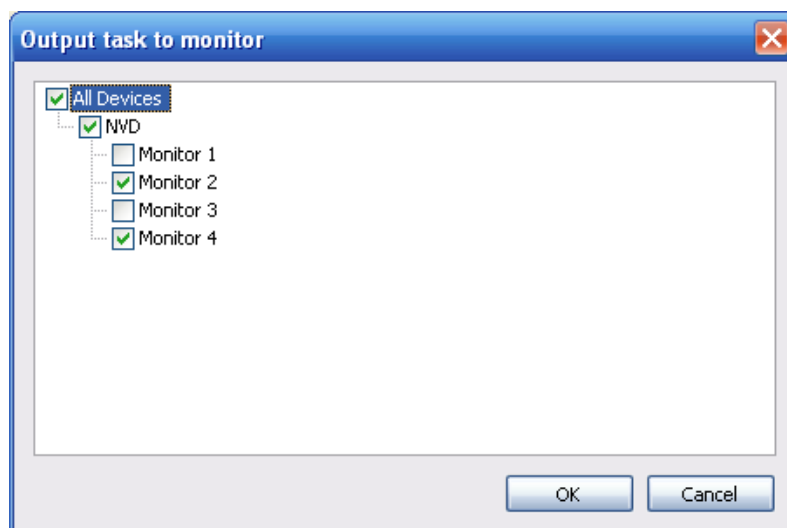 Output task to monitor
All Devices
NVD
Monitor 1
Monitor 2
Monitor 3
Monitor 4
OK Cancel